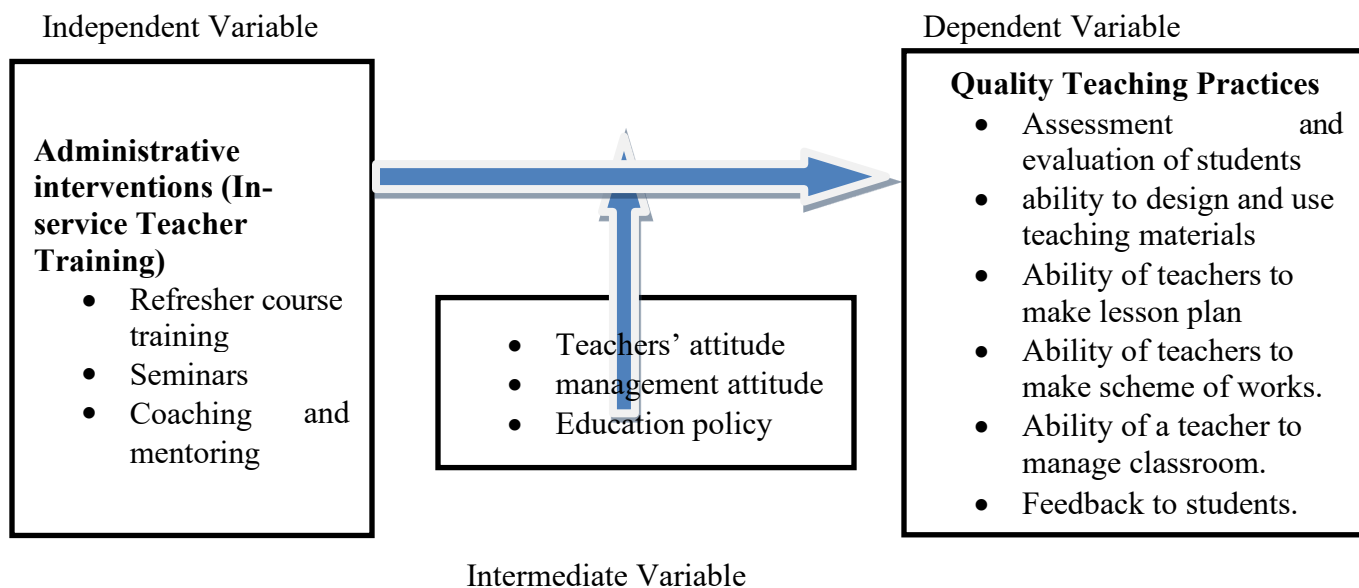 Independent Variable
Administrative
interventions (In-
service Teacher
Training)
• Refresher course
training
• Seminars
• Coaching and
mentoring
• Teachers’ attitude
• management attitude
• Education policy
Intermediate Variable
Dependent Variable
Quality Teaching Practices
• Assessment and
evaluation of students
• ability to design and use
teaching materials
• Ability of teachers to
make lesson plan
• Ability of teachers to
make scheme of works.
• Ability of a teacher to
manage classroom.
• Feedback to students.